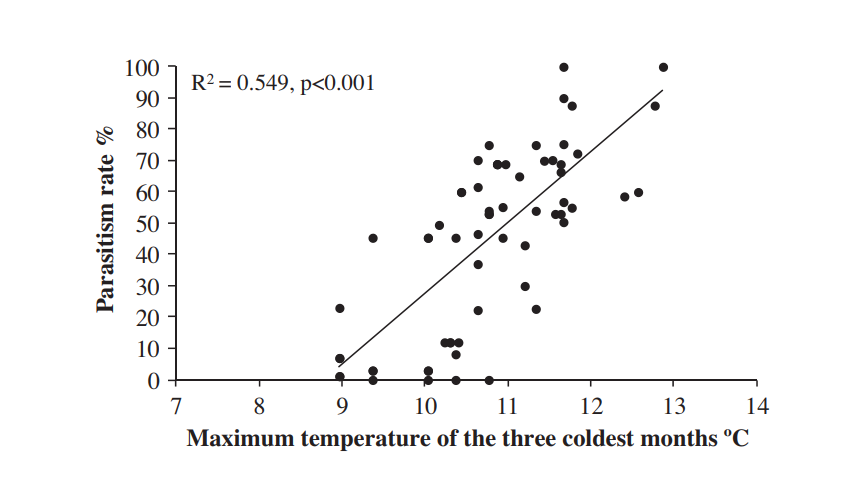 R² = 0.549, p<0.001
Parasitism rate %
100
90
80
70
60
50
40
30
20
10
0
7 8 9 10 11 12 13 14
Maximum temperature of the three coldest months ºC